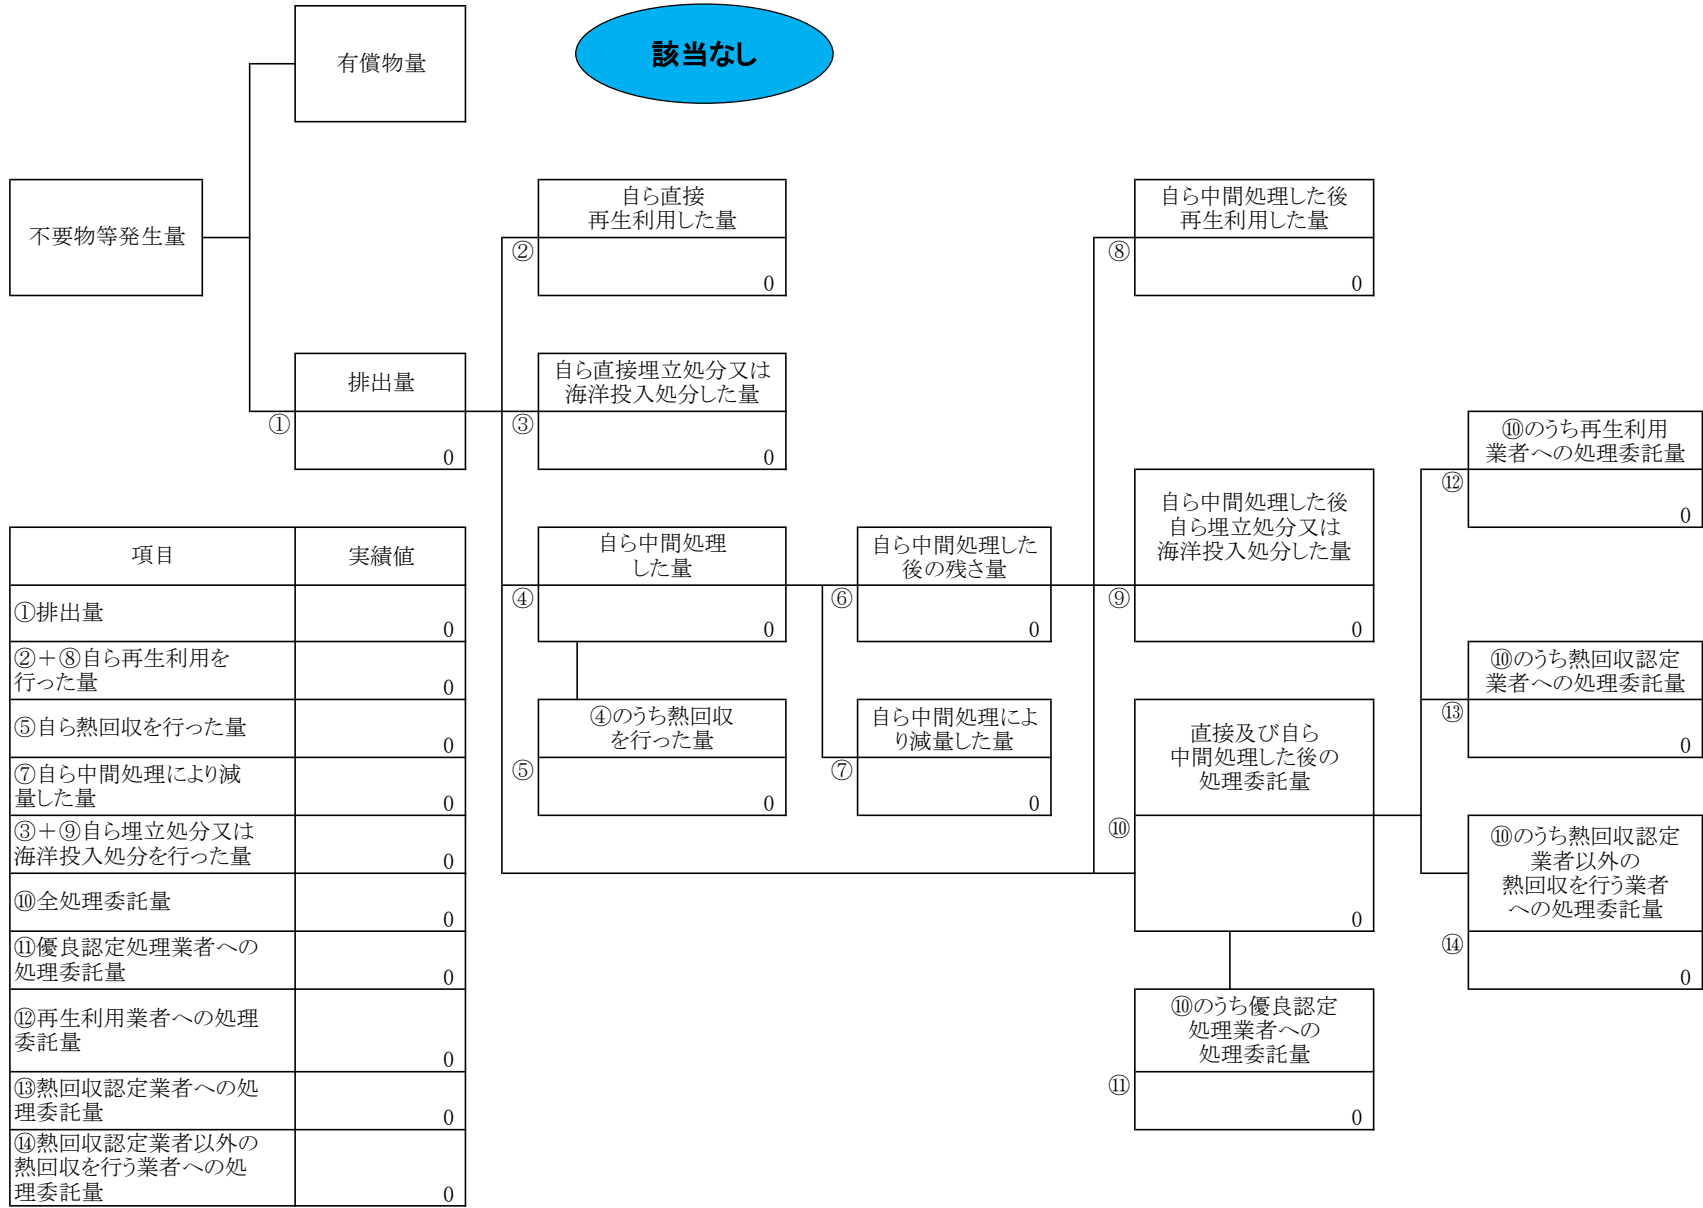 有償物量
該当なし
不要物等発生量
自ら直接
再生利用した量
②
0
自ら中間処理した後
再生利用した量
⑧
0
排出量
①
0
自ら直接埋立処分又は
海洋投入処分した量
③
0
⑩のうち再生利用
業者への処理委託量
⑫
0
自ら中間処理
した量
④
0
自ら中間処理した
後の残さ量
⑥
0
自ら中間処理した後
自ら埋立処分又は
海洋投入処分した量
⑨
0
⑩のうち熱回収認定
業者への処理委託量
⑬
0
④のうち熱回収
を行った量
⑤
0
自ら中間処理によ
り減量した量
⑦
0
直接及び自ら
中間処理した後の
処理委託量
⑩
0
⑩のうち熱回収認定
業者以外の
熱回収を行う業者
への処理委託量
⑭
0
⑩のうち優良認定
処理業者への
処理委託量
⑪
0
項目 実績値
①排出量
0
②＋⑧自ら再生利用を
行った量
0
⑤自ら熱回収を行った量
0
⑦自ら中間処理により減
量した量
0
③＋⑨自ら埋立処分又は
海洋投入処分を行った量
0
⑩全処理委託量
0
⑪優良認定処理業者への
処理委託量
0
⑫再生利用業者への処理
委託量
0
⑬熱回収認定業者への処
理委託量
0
⑭熱回収認定業者以外の
熱回収を行う業者への処
理委託量
0